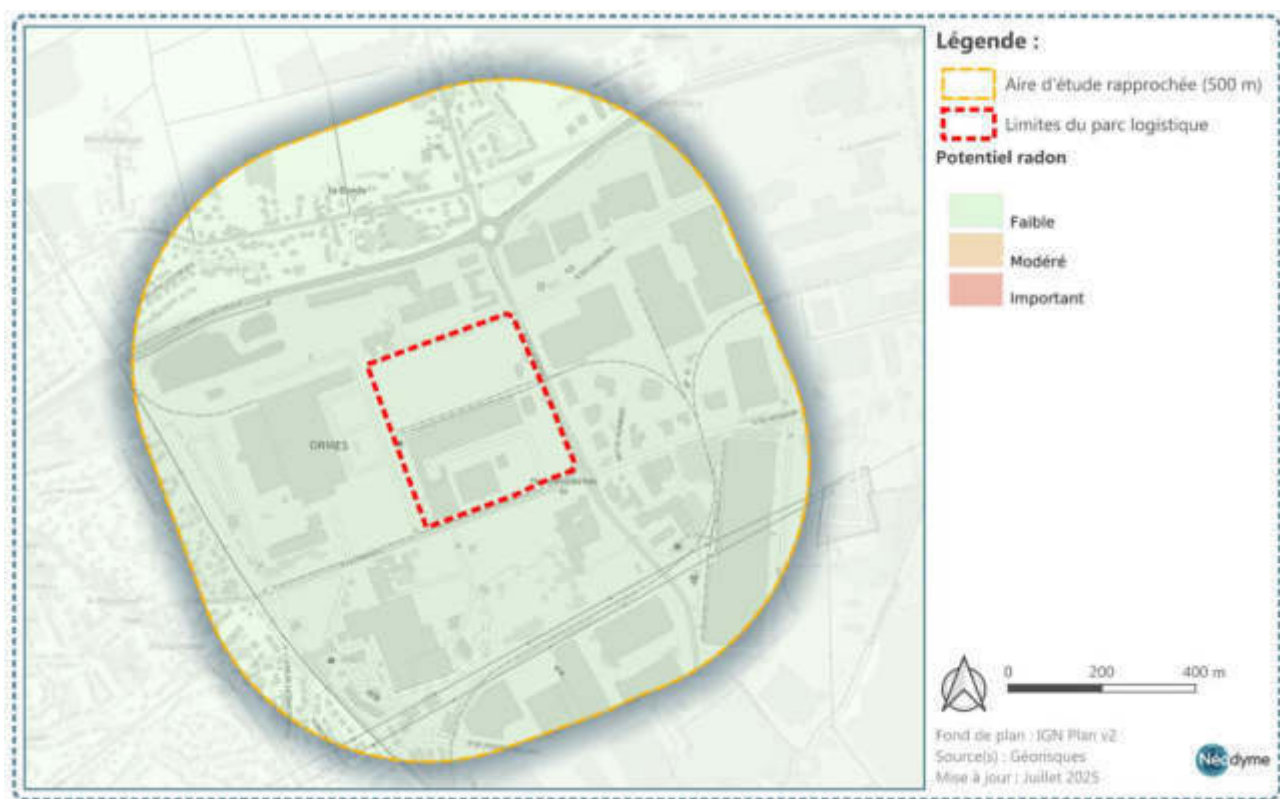 Légende :
Aire d'étude rapprochée (500 m)
Limites du parc logistique
Potentiel radon
Faible
Modéré
Important
0 200 400 m
Fond de plan : IGN Plan v2
Source(s) : Géorisques
Mise à jour : Juillet 2025
Néodyme
ORMES